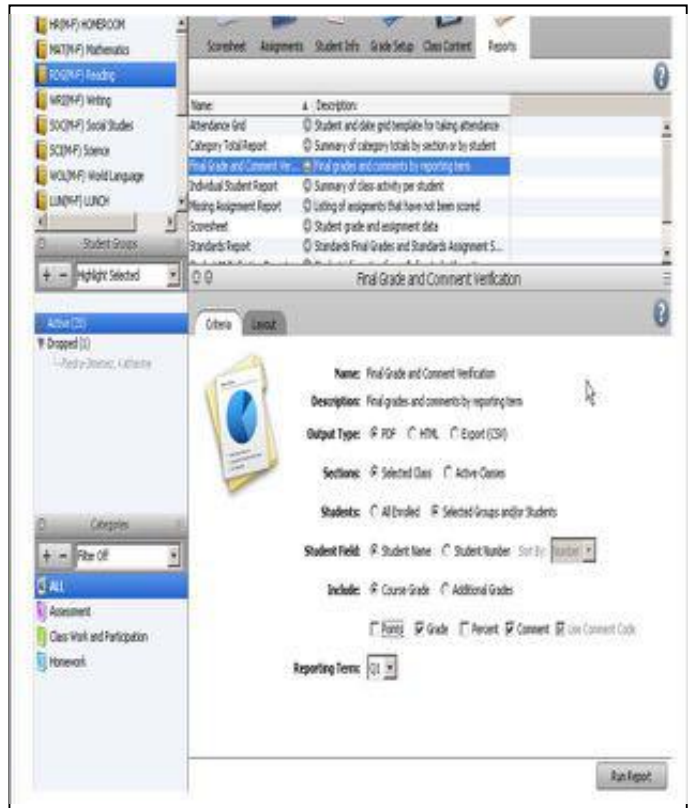 HR(M-F) HOMEROOM
MAT(M-F) Mathematics
RDG(M-F) Reading
WRI(M-F) Writing
SOC(M-F) Social Studies
SCI(M-F) Science
WOL(M-F) World Language
LUN(M-F) LUNCH
Student Groups
Highlight Selected
Active (25)
Dropped (1)
Categories
Filter Off
ALL
Assessment
Class Work and Participation
Homework
Scoresheet Assignments Student Info Grade Setup Class Content Reports
Name: Description:
Attendance Grid Student and date grid template for taking attendance
Category Total Report Summary of category totals by section or by student
Final Grade and Comment Ver... Final grades and comments by reporting term
Individual Student Report Summary of class activity per student
Missing Assignment Report Listing of assignments that have not been scored
Scoresheet Student grade and assignment data
Standards Report Standards Final Grades and Standards Assignment S...
Final Grade and Comment Verification
Criteria Layout
Name: Final Grade and Comment Verification
Description: Final grades and comments by reporting term
Output Type: PDF HTML Export (CSV)
Sections: Selected Class Active Classes
Students: All Enrolled Selected Groups and/or Students
Student Field: Student Name Student Number Sort By: Number
Include: Course Grade Additional Grades
Points Grade Percent Comment Use Comment Code
Reporting Term: Q1
Run Report